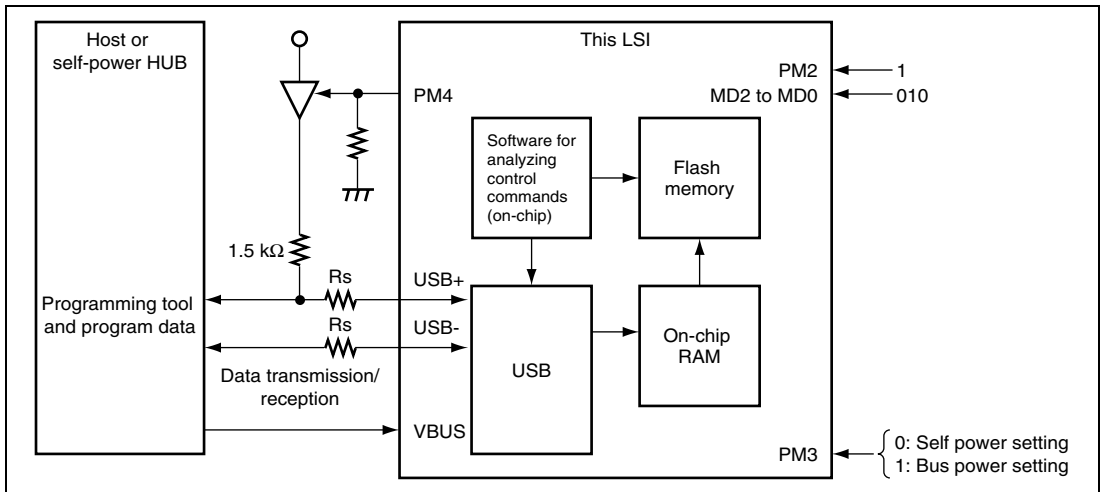 Host or
self-power HUB
This LSI
PM4
PM2
1
MD2 to MD0
010
Software for
analyzing
control
commands
(on-chip)
Flash
memory
1.5 kΩ
Rs
USB+
Programming tool
and program data
Rs
USB-
USB
On-chip
RAM
Data transmission/
reception
VBUS
PM3
0: Self power setting
1: Bus power setting